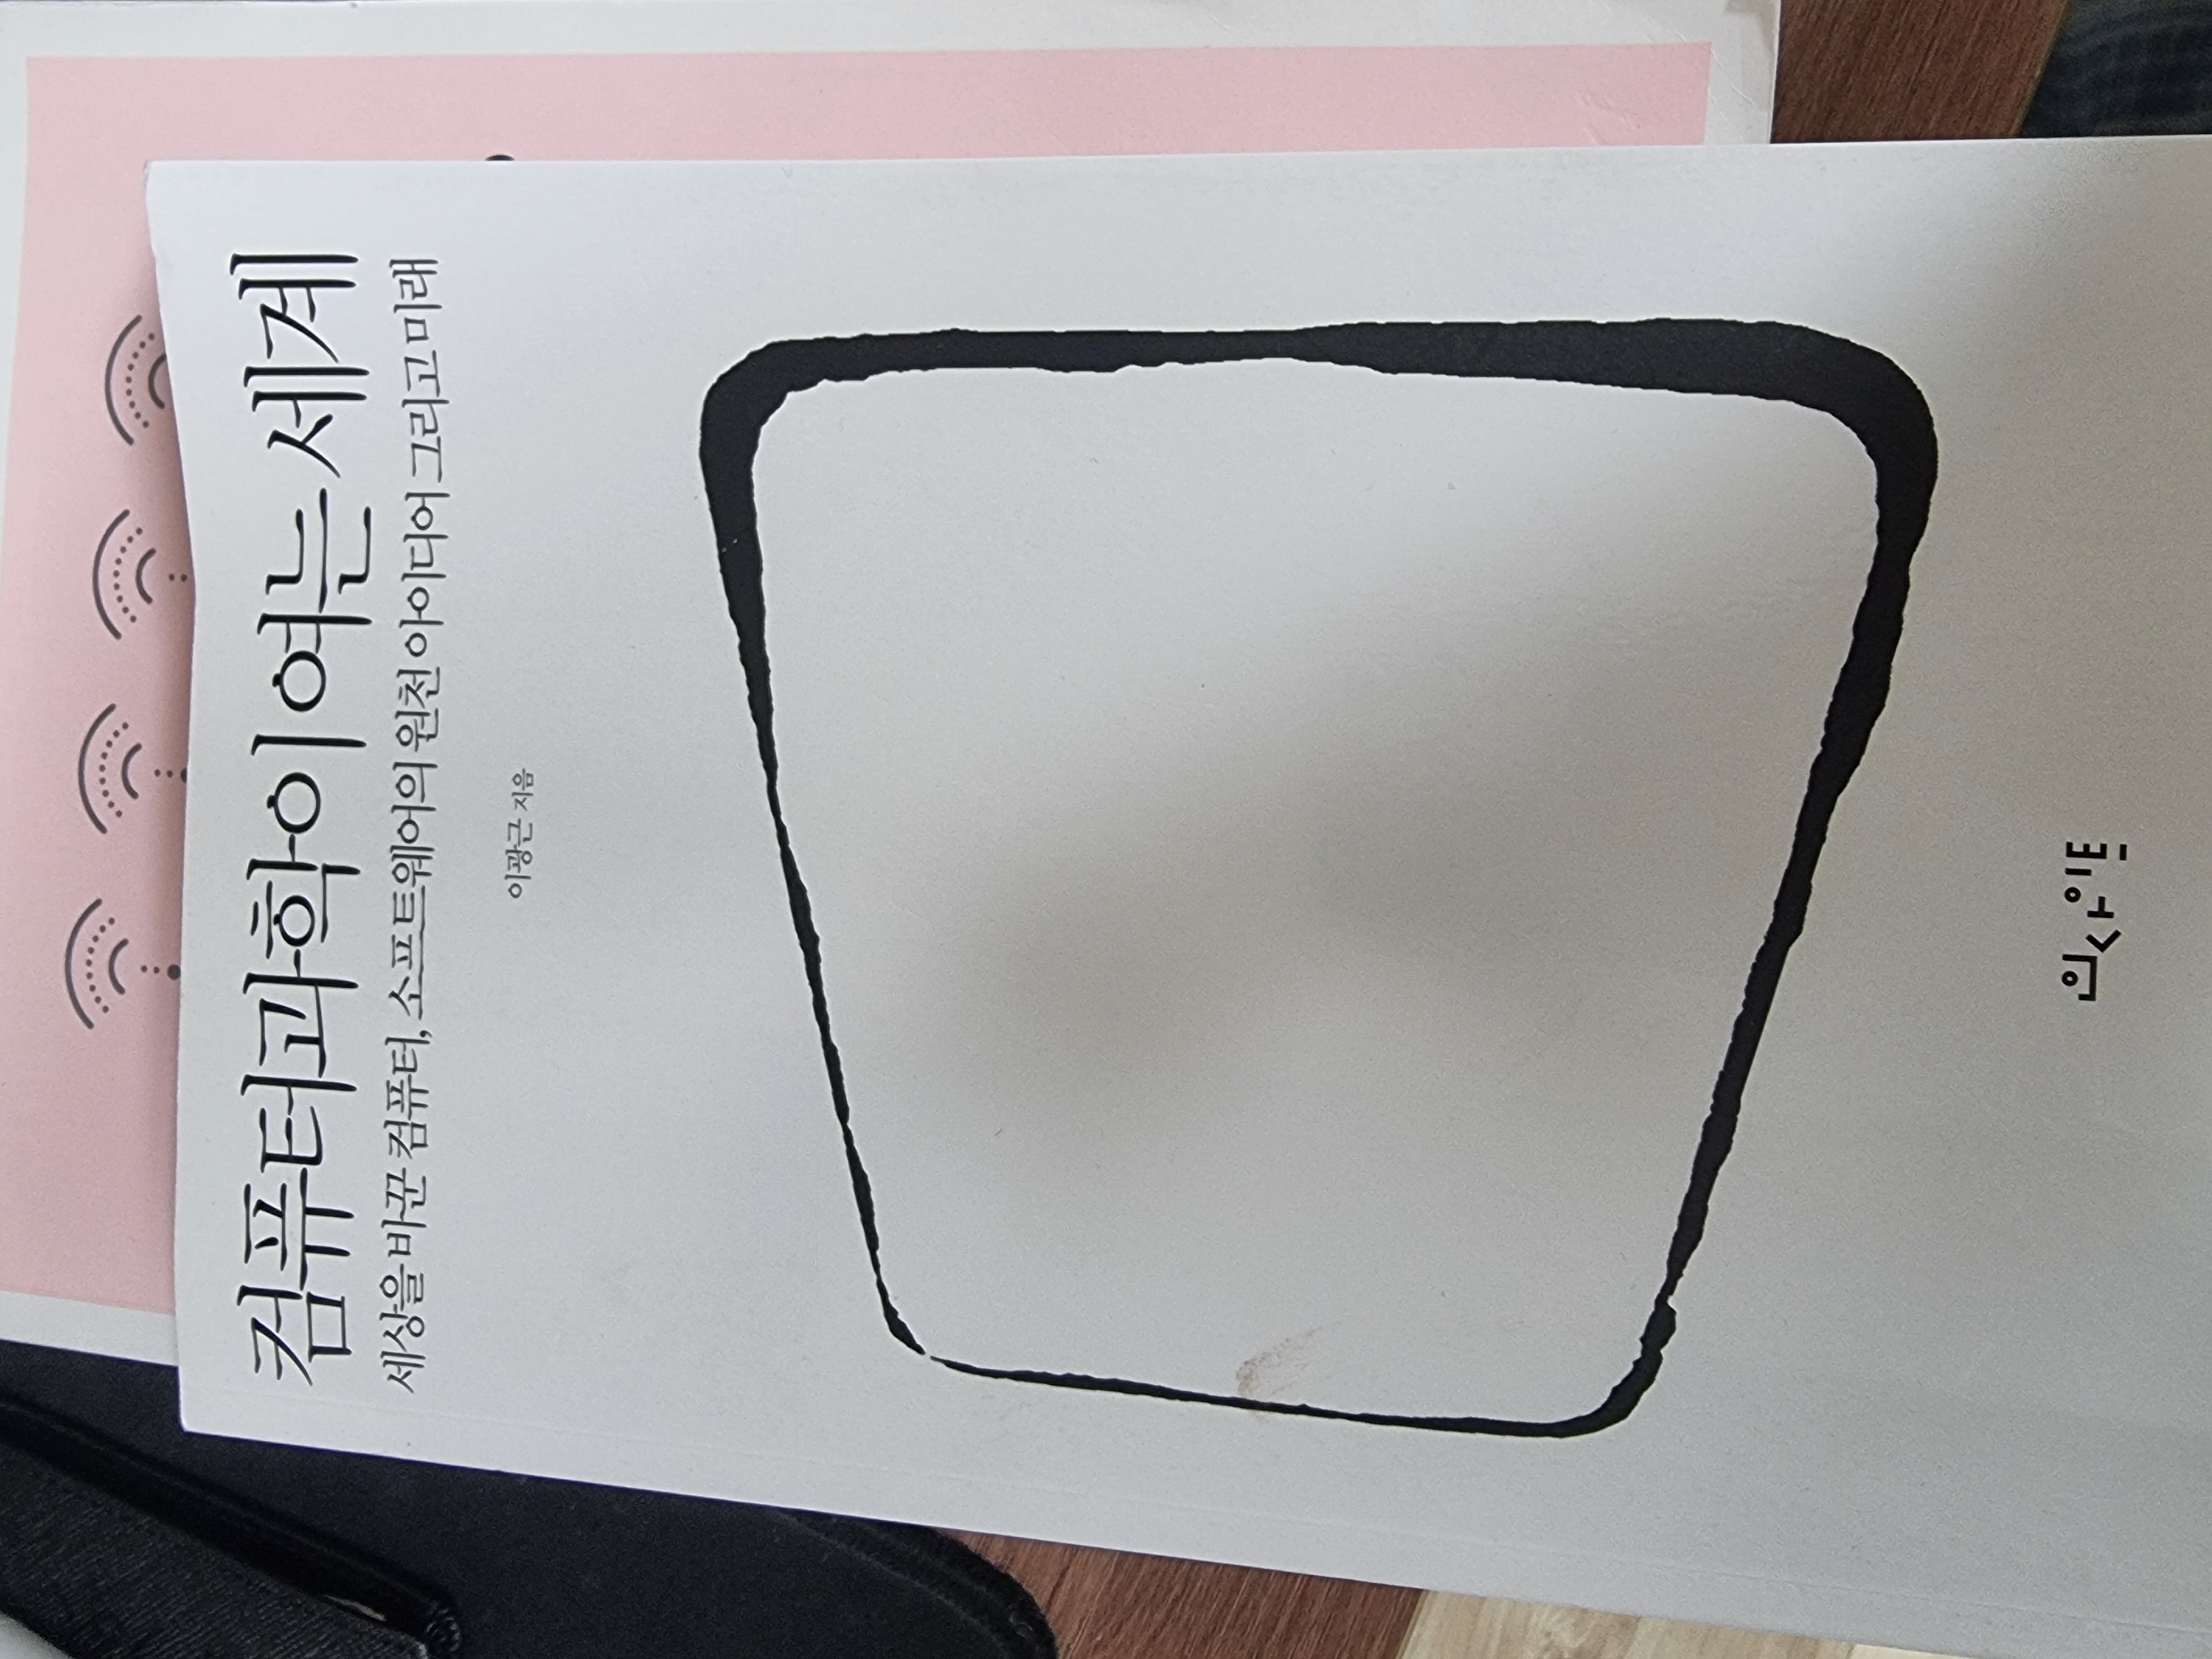 컴퓨터과학이 여는 세계
세상을 바꾼 컴퓨터, 소프트웨어의 원천 아이디어 그리고 미래
이광근 지음
인사이트